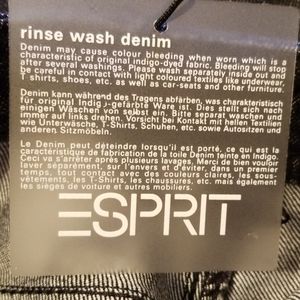 rinse wash denim
Denim may cause colour bleeding when worn which is a
characteristic of original indigo-dyed fabric. Bleeding will stop
after several washings. Please wash separately inside out and
be careful in contact with light coloured textiles like underwear,
T-shirts, shoes, etc. as well as car-seats and other furniture.
Denim kann während des Tragens abfärben, was charakteristisch
für original Indigo-gefärbte Ware ist. Dies gibt sich nach
einigen Wäschen von selbst ein. Bitte separat waschen und
immer auf links drehen. Vorsicht bei Kontakt mit hellen Textilien
wie Unterwäsche, T-Shirts, Schuhen, etc. sowie Autositzen und
anderen Sitzmöbeln.
Le Denim peut déteindre lorsqu'il est porté, ce qui est la
caractéristique de fabrication de la toile Denim teinte en Indigo.
Ceci va s'arrêter après plusieurs lavages. Merci de bien vouloir
laver séparément, sur l'envers et d'éviter, dans un premier
temps, tout contact avec des couleurs claires, les sous-
vêtements, les T-Shirts, les chaussures, etc. mais également
les sièges de voiture et autres mobiliers.
ESPRIT